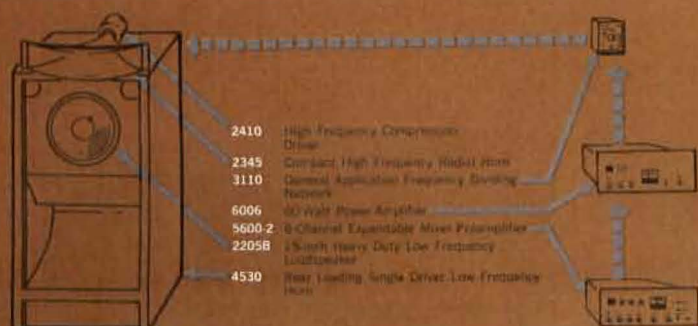 2410 High Frequency Compression
Driver
2345 Compact High Frequency Radial Horn
3110 General Application Frequency Dividing
Network
6006 60 Watt Power Amplifier
5600-2 6-Channel Expandable Mixer Preamplifier
2205B 15-inch Heavy Duty Low Frequency
Loudspeaker
4530 Rear Loading Single Driver Low Frequency
Horn